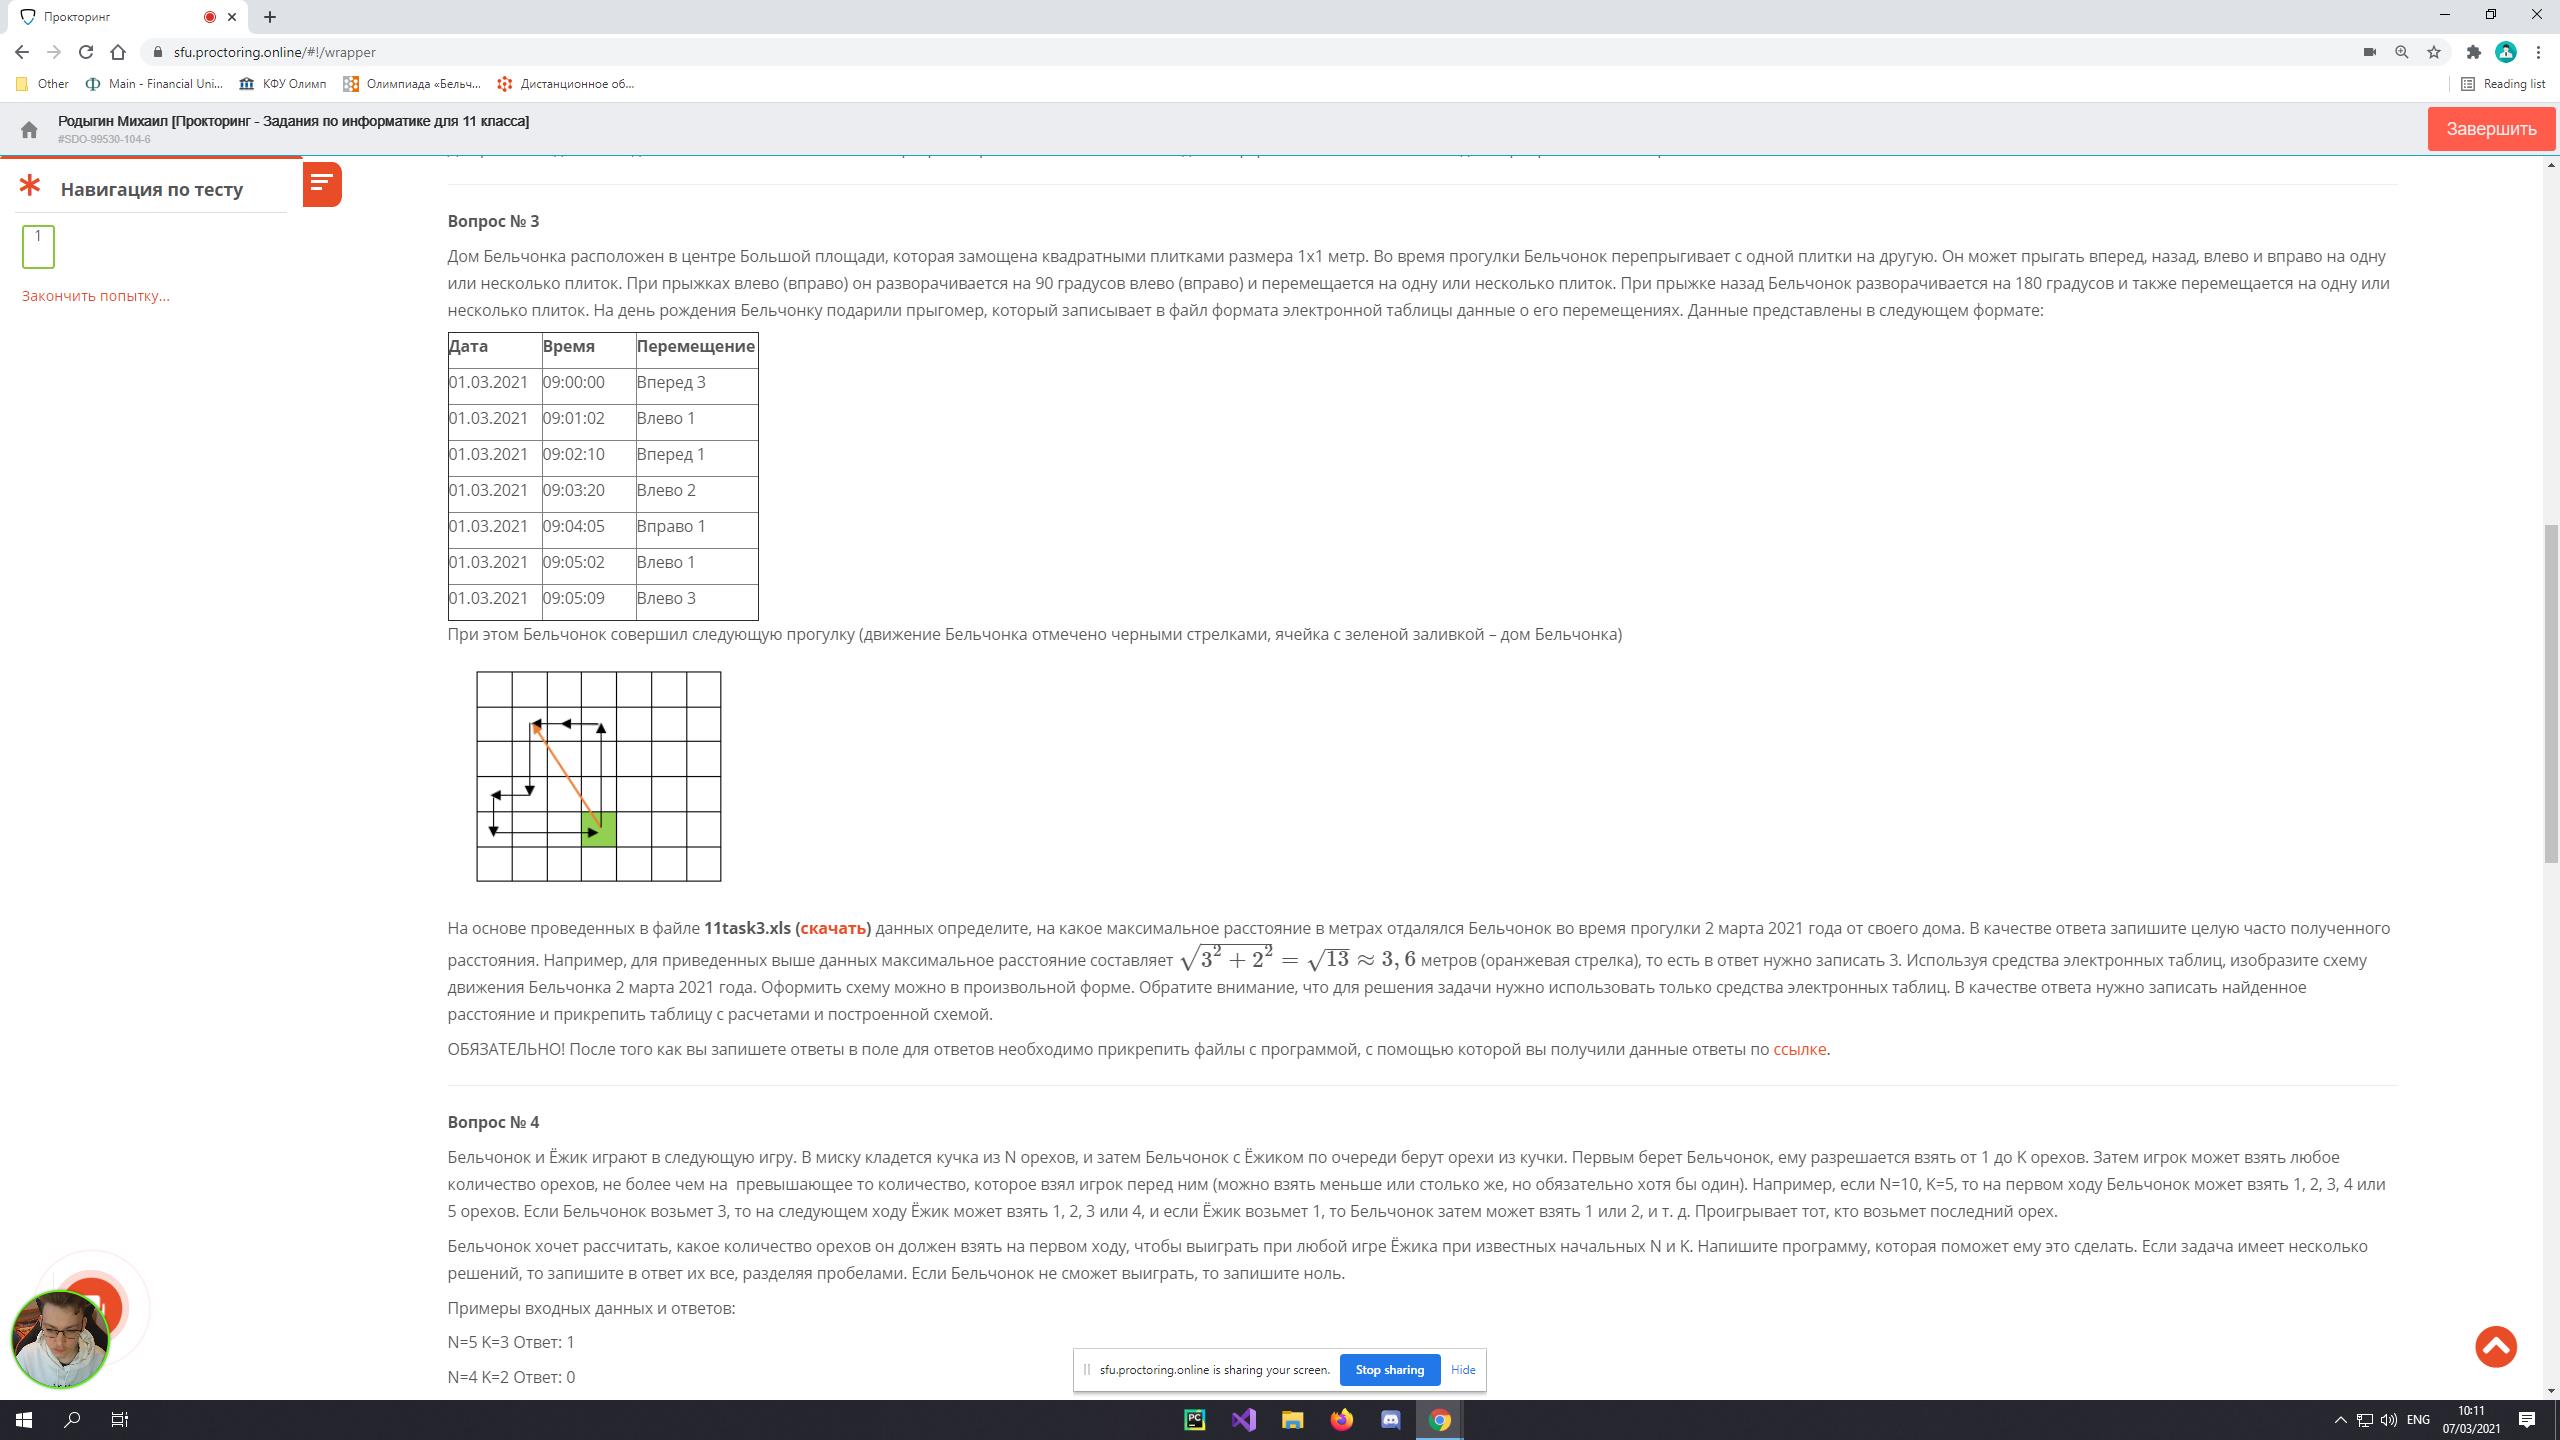 Прокторинг
sfu.proctoring.online/#!/wrapper
Other
Main - Financial Uni...
КФУ Олимп
Олимпиада «Бельч...
Дистанционное об...
Reading list
Родыгин Михаил [Прокторинг - Задания по информатике для 11 класса]
#SDO-99530-104-6
Завершить
Навигация по тесту
1
Закончить попытку...
Вопрос № 3
Дом Бельчонка расположен в центре Большой площади, которая замощена квадратными плитками размера 1х1 метр. Во время прогулки Бельчонок перепрыгивает с одной плитки на другую. Он может прыгать вперед, назад, влево и вправо на одну
или несколько плиток. При прыжках влево (вправо) он разворачивается на 90 градусов влево (вправо) и перемещается на одну или несколько плиток. При прыжке назад Бельчонок разворачивается на 180 градусов и также перемещается на одну или
несколько плиток. На день рождения Бельчонку подарили прыгомер, который записывает в файл формата электронной таблицы данные о его перемещениях. Данные представлены в следующем формате:
Дата Время Перемещение
01.03.2021 09:00:00 Вперед 3
01.03.2021 09:01:02 Влево 1
01.03.2021 09:02:10 Вперед 1
01.03.2021 09:03:20 Влево 2
01.03.2021 09:04:05 Вправо 1
01.03.2021 09:05:02 Влево 1
01.03.2021 09:05:09 Влево 3
При этом Бельчонок совершил следующую прогулку (движение Бельчонка отмечено черными стрелками, ячейка с зеленой заливкой – дом Бельчонка)
На основе проведенных в файле 11task3.xls (скачать) данных определите, на какое максимальное расстояние в метрах отдалялся Бельчонок во время прогулки 2 марта 2021 года от своего дома. В качестве ответа запишите целую часто полученного
расстояния. Например, для приведенных выше данных максимальное расстояние составляет √(3² + 2²) = √13 ≈ 3,6 метров (оранжевая стрелка), то есть в ответ нужно записать 3. Используя средства электронных таблиц, изобразите схему
движения Бельчонка 2 марта 2021 года. Оформить схему можно в произвольной форме. Обратите внимание, что для решения задачи нужно использовать только средства электронных таблиц. В качестве ответа нужно записать найденное
расстояние и прикрепить таблицу с расчетами и построенной схемой.
ОБЯЗАТЕЛЬНО! После того как вы запишете ответы в поле для ответов необходимо прикрепить файлы с программой, с помощью которой вы получили данные ответы по ссылке.
Вопрос № 4
Бельчонок и Ёжик играют в следующую игру. В миску кладется кучка из N орехов, и затем Бельчонок с Ёжиком по очереди берут орехи из кучки. Первым берет Бельчонок, ему разрешается взять от 1 до K орехов. Затем игрок может взять любое
количество орехов, не более чем на превышающее то количество, которое взял игрок перед ним (можно взять меньше или столько же, но обязательно хотя бы один). Например, если N=10, K=5, то на первом ходу Бельчонок может взять 1, 2, 3, 4 или
5 орехов. Если Бельчонок возьмет 3, то на следующем ходу Ёжик может взять 1, 2, 3 или 4, и если Ёжик возьмет 1, то Бельчонок затем может взять 1 или 2, и т. д. Проигрывает тот, кто возьмет последний орех.
Бельчонок хочет рассчитать, какое количество орехов он должен взять на первом ходу, чтобы выиграть при любой игре Ёжика при известных начальных N и K. Напишите программу, которая поможет ему это сделать. Если задача имеет несколько
решений, то запишите в ответ их все, разделяя пробелами. Если Бельчонок не сможет выиграть, то запишите ноль.
Примеры входных данных и ответов:
N=5 K=3 Ответ: 1
N=4 K=2 Ответ: 0
sfu.proctoring.online is sharing your screen.
Stop sharing
Hide
PC
ENG
10:11
07/03/2021